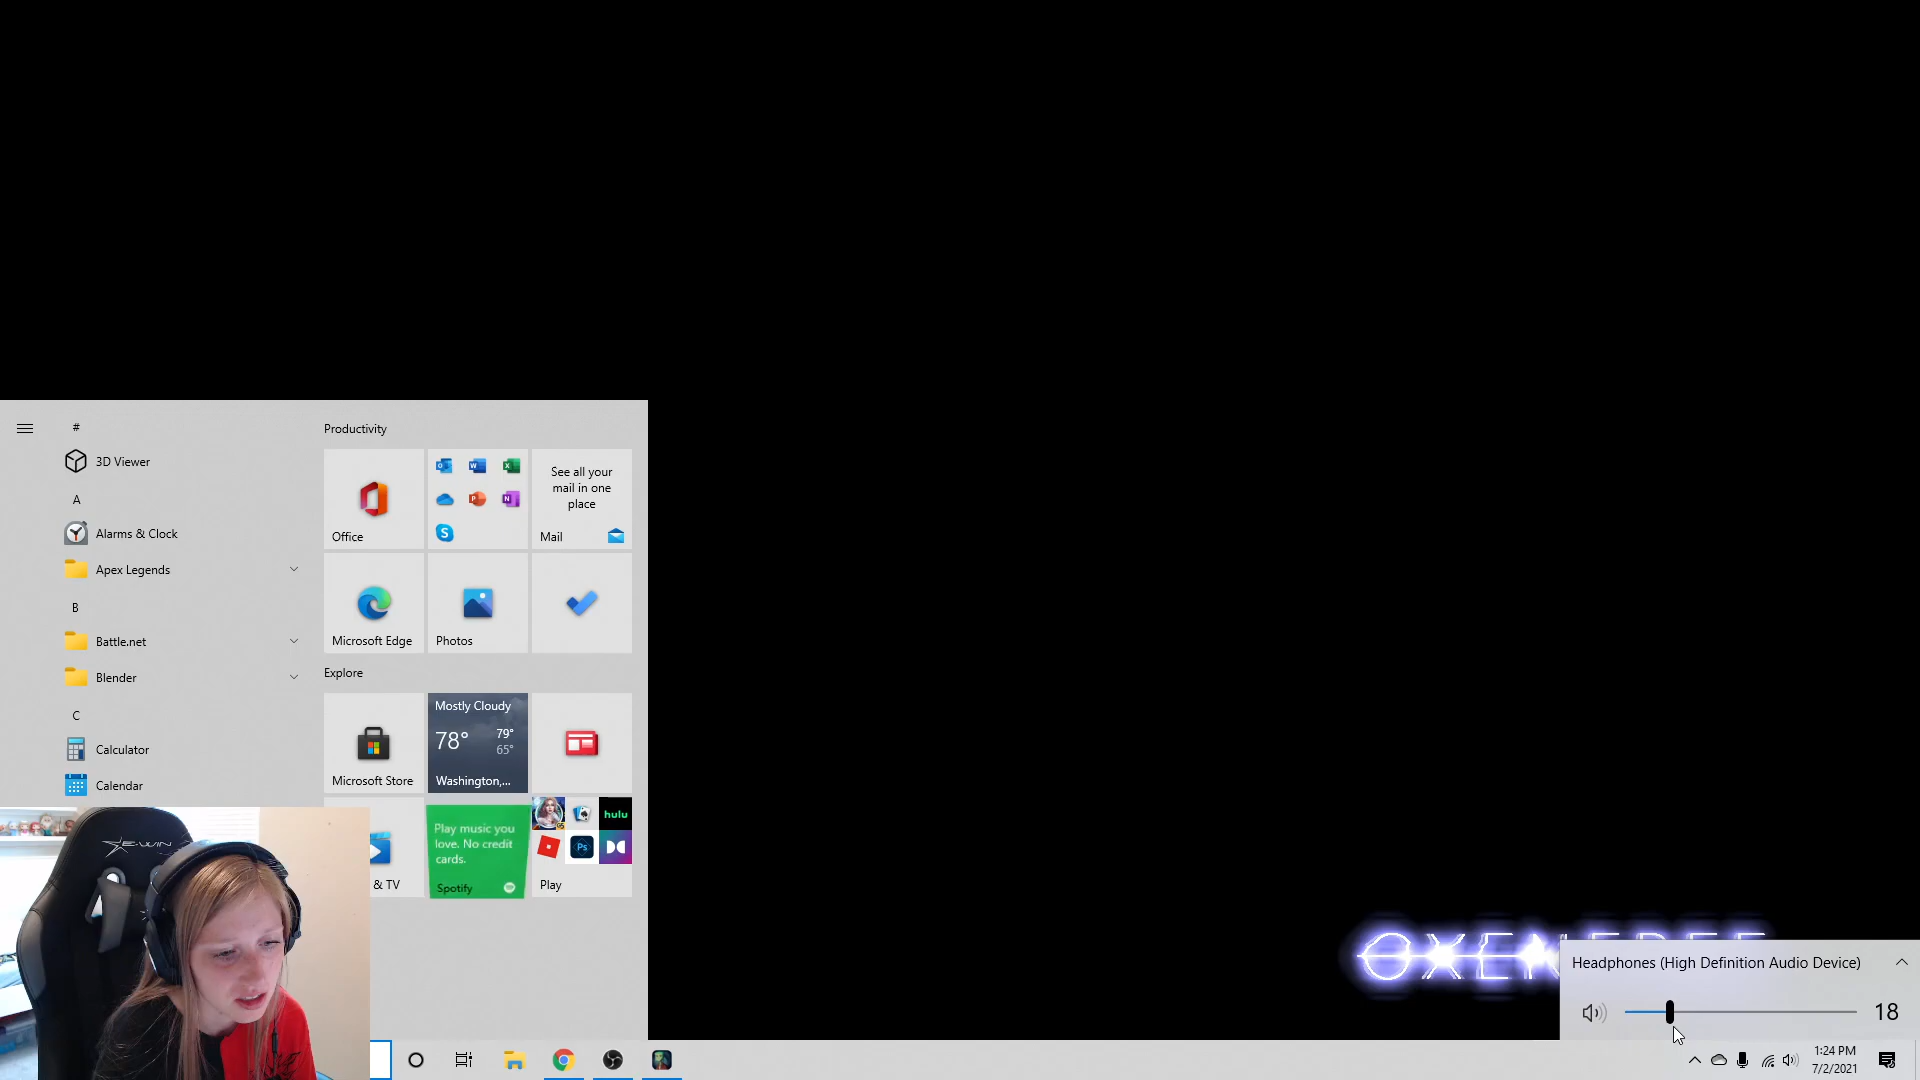 #
3D Viewer
A
Alarms & Clock
Apex Legends
B
Battle.net
Blender
C
Calculator
Calendar
Productivity
Office
See all your
mail in one
place
Mail
Microsoft Edge
Photos
Explore
Microsoft Store
Mostly Cloudy
78°
79°
65°
Washington,...
& TV
Play music you
love. No credit
cards.
Spotify
hulu
Ps
Play
E-WIN
OXENFREE
Headphones (High Definition Audio Device)
18
1:24 PM
7/2/2021